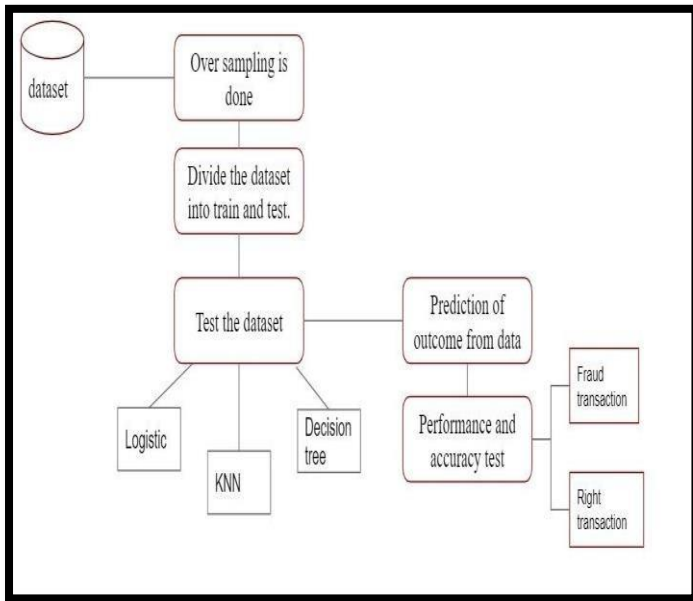 dataset
Over sampling is
done
Divide the dataset
into train and test.
Test the dataset
Prediction of
outcome from data
Logistic
KNN
Decision
tree
Performance and
accuracy test
Fraud
transaction
Right
transaction